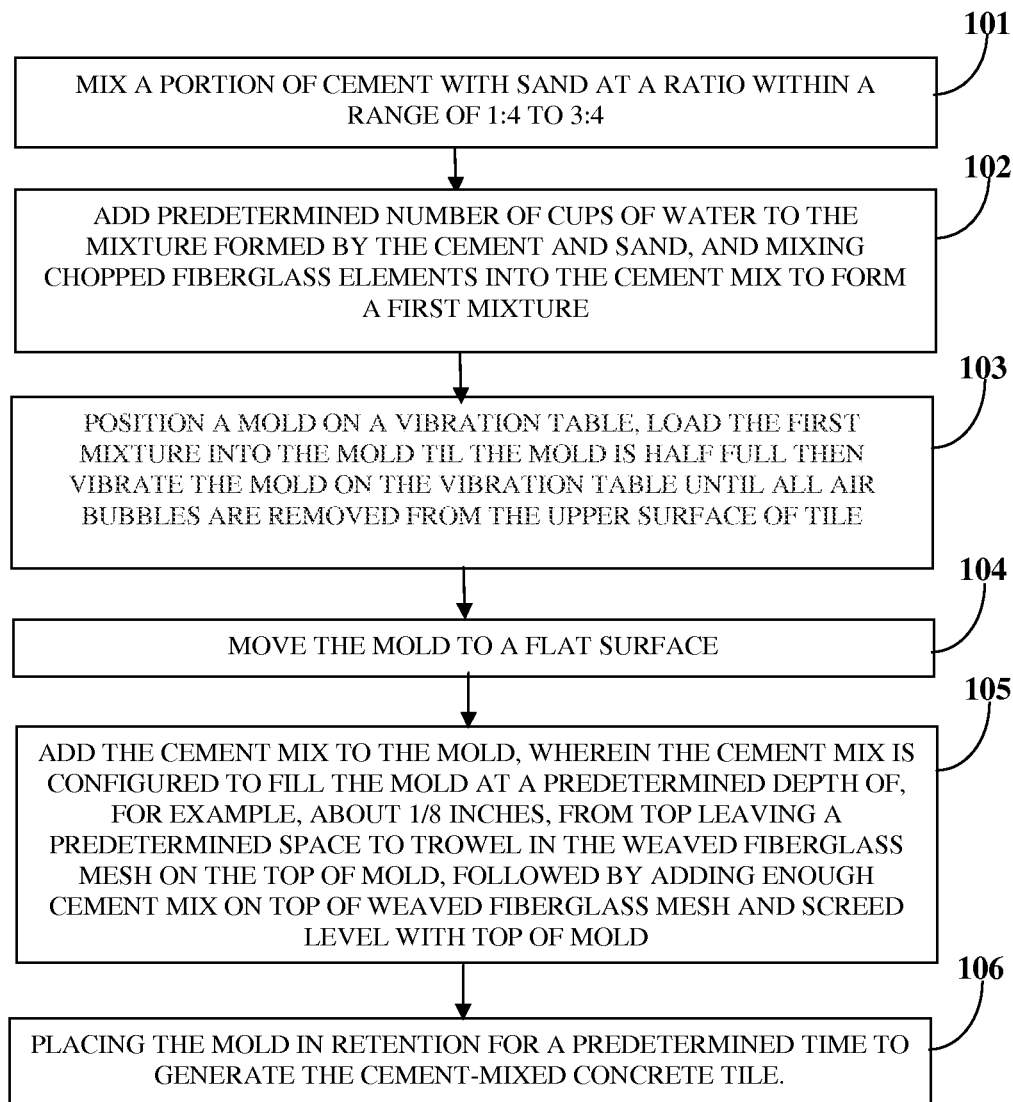 101
MIX A PORTION OF CEMENT WITH SAND AT A RATIO WITHIN A
RANGE OF 1:4 TO 3:4
102
ADD PREDETERMINED NUMBER OF CUPS OF WATER TO THE
MIXTURE FORMED BY THE CEMENT AND SAND, AND MIXING
CHOPPED FIBERGLASS ELEMENTS INTO THE CEMENT MIX TO FORM
A FIRST MIXTURE
103
POSITION A MOLD ON A VIBRATION TABLE, LOAD THE FIRST
MIXTURE INTO THE MOLD TIL THE MOLD IS HALF FULL THEN
VIBRATE THE MOLD ON THE VIBRATION TABLE UNTIL ALL AIR
BUBBLES ARE REMOVED FROM THE UPPER SURFACE OF TILE
104
MOVE THE MOLD TO A FLAT SURFACE
105
ADD THE CEMENT MIX TO THE MOLD, WHEREIN THE CEMENT MIX IS
CONFIGURED TO FILL THE MOLD AT A PREDETERMINED DEPTH OF,
FOR EXAMPLE, ABOUT 1/8 INCHES, FROM TOP LEAVING A
PREDETERMINED SPACE TO TROWEL IN THE WEAVED FIBERGLASS
MESH ON THE TOP OF MOLD, FOLLOWED BY ADDING ENOUGH
CEMENT MIX ON TOP OF WEAVED FIBERGLASS MESH AND SCREED
LEVEL WITH TOP OF MOLD
106
PLACING THE MOLD IN RETENTION FOR A PREDETERMINED TIME TO
GENERATE THE CEMENT-MIXED CONCRETE TILE.